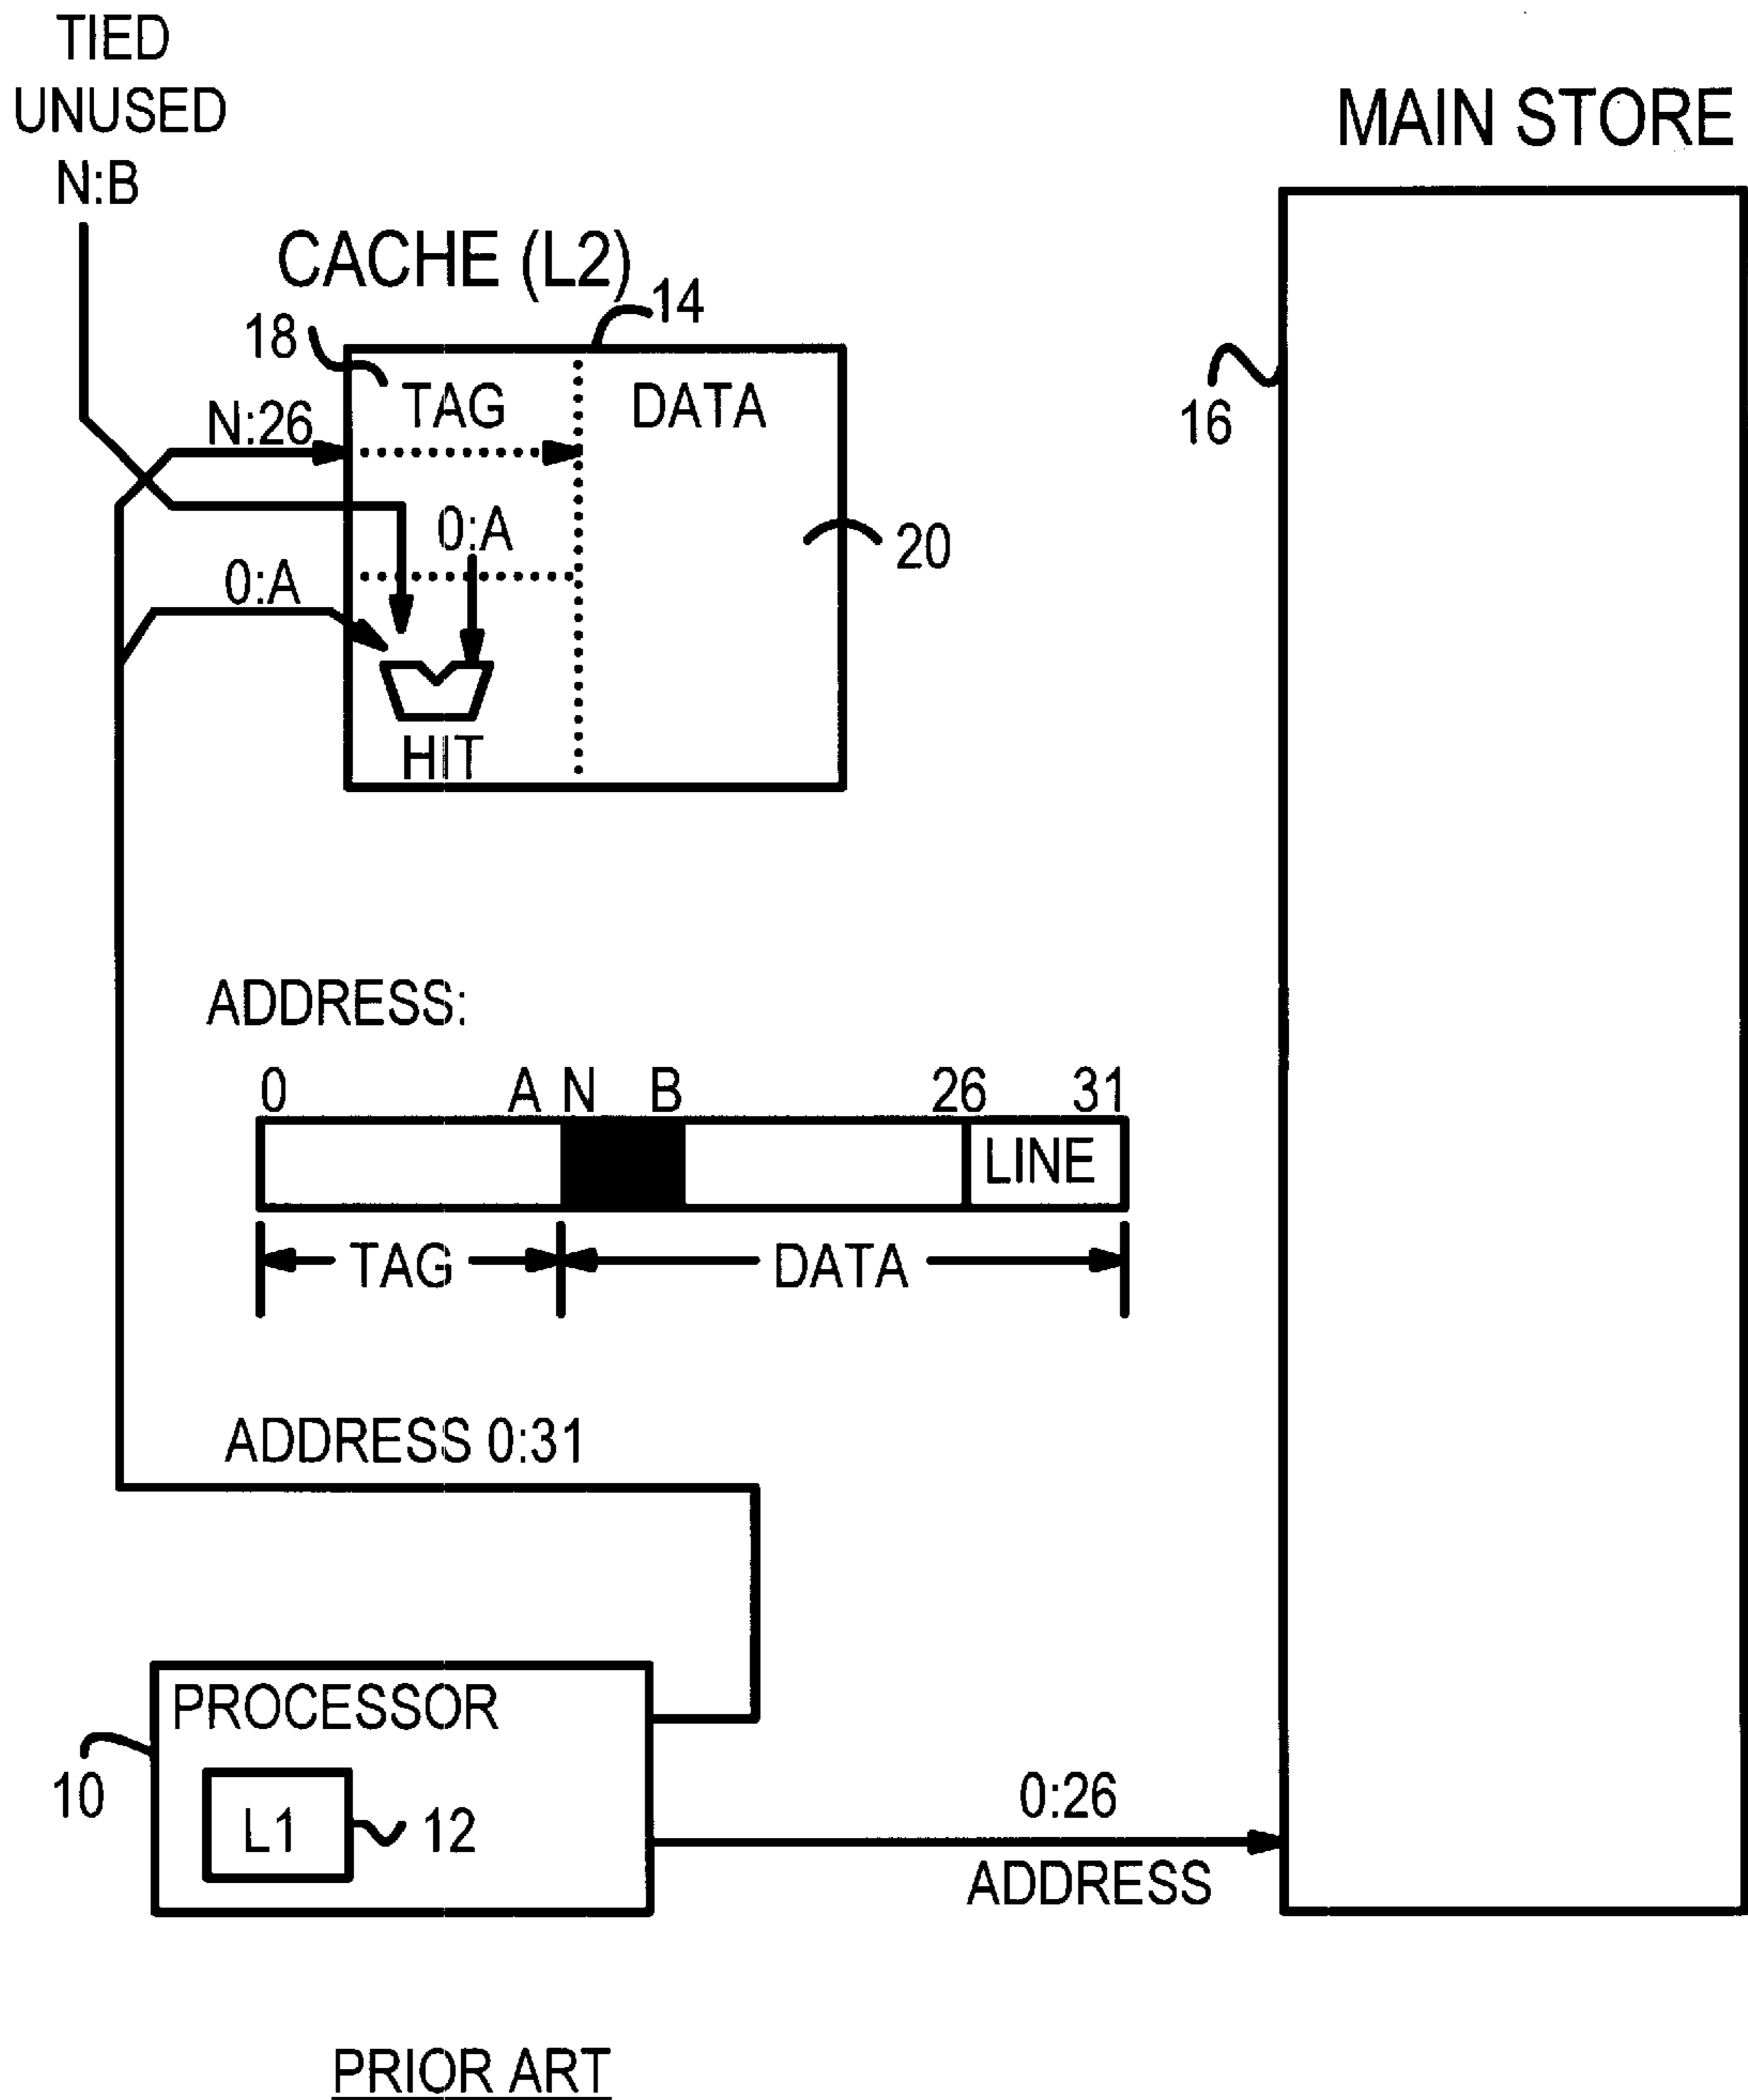 TIED
UNUSED
N:B
MAIN STORE
CACHE (L2)
14
18
TAG
DATA
N:26
16
0:A
20
0:A
HIT
ADDRESS:
0 A N B 26 31
LINE
TAG
DATA
ADDRESS 0:31
PROCESSOR
10
L1
12
0:26
ADDRESS
PRIOR ART